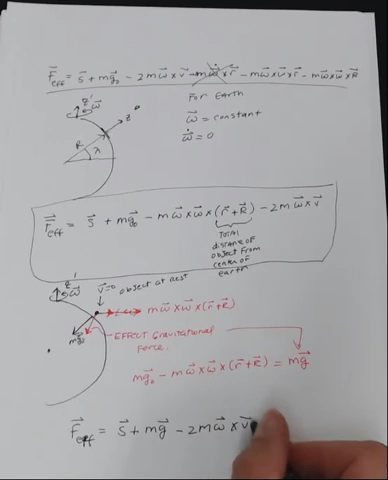 F⃗eff = S⃗ + mg⃗₀ − 2mω⃗×v⃗ − mω⃗̇×r⃗ − mω⃗×ω⃗×r⃗ − mω⃗×ω⃗×R⃗
For Earth
ω⃗ = constant
ω⃗̇ = 0
z' ω⃗
z
R
λ
F⃗eff = S⃗ + mg⃗₀ − mω⃗×ω⃗×(r⃗+R⃗) − 2mω⃗×v⃗
TOTAL
distance of
object from
center of
earth
z' ω⃗
v⃗=0 object at rest
mω⃗×ω⃗×(r⃗+R⃗)
mg⃗₀
EFFECT Gravitational
Force.
mg⃗₀ − mω⃗×ω⃗×(r⃗+R⃗) = mg⃗
F⃗eff = S⃗ + mg⃗ − 2mω⃗×v⃗